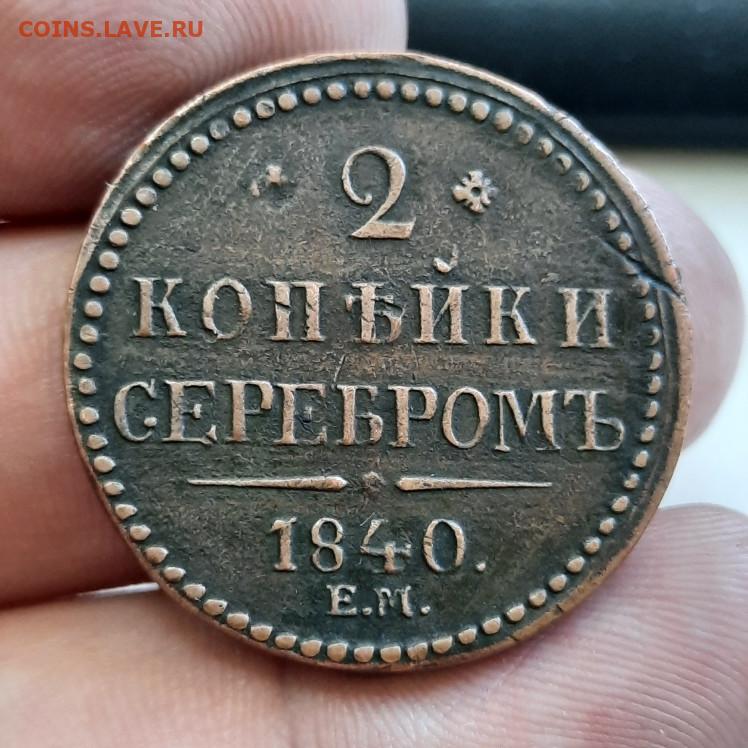 COINS.LAVE.RU
2
КОПѢЙКИ
СЕРЕБРОМЪ
1840.
Е.М.